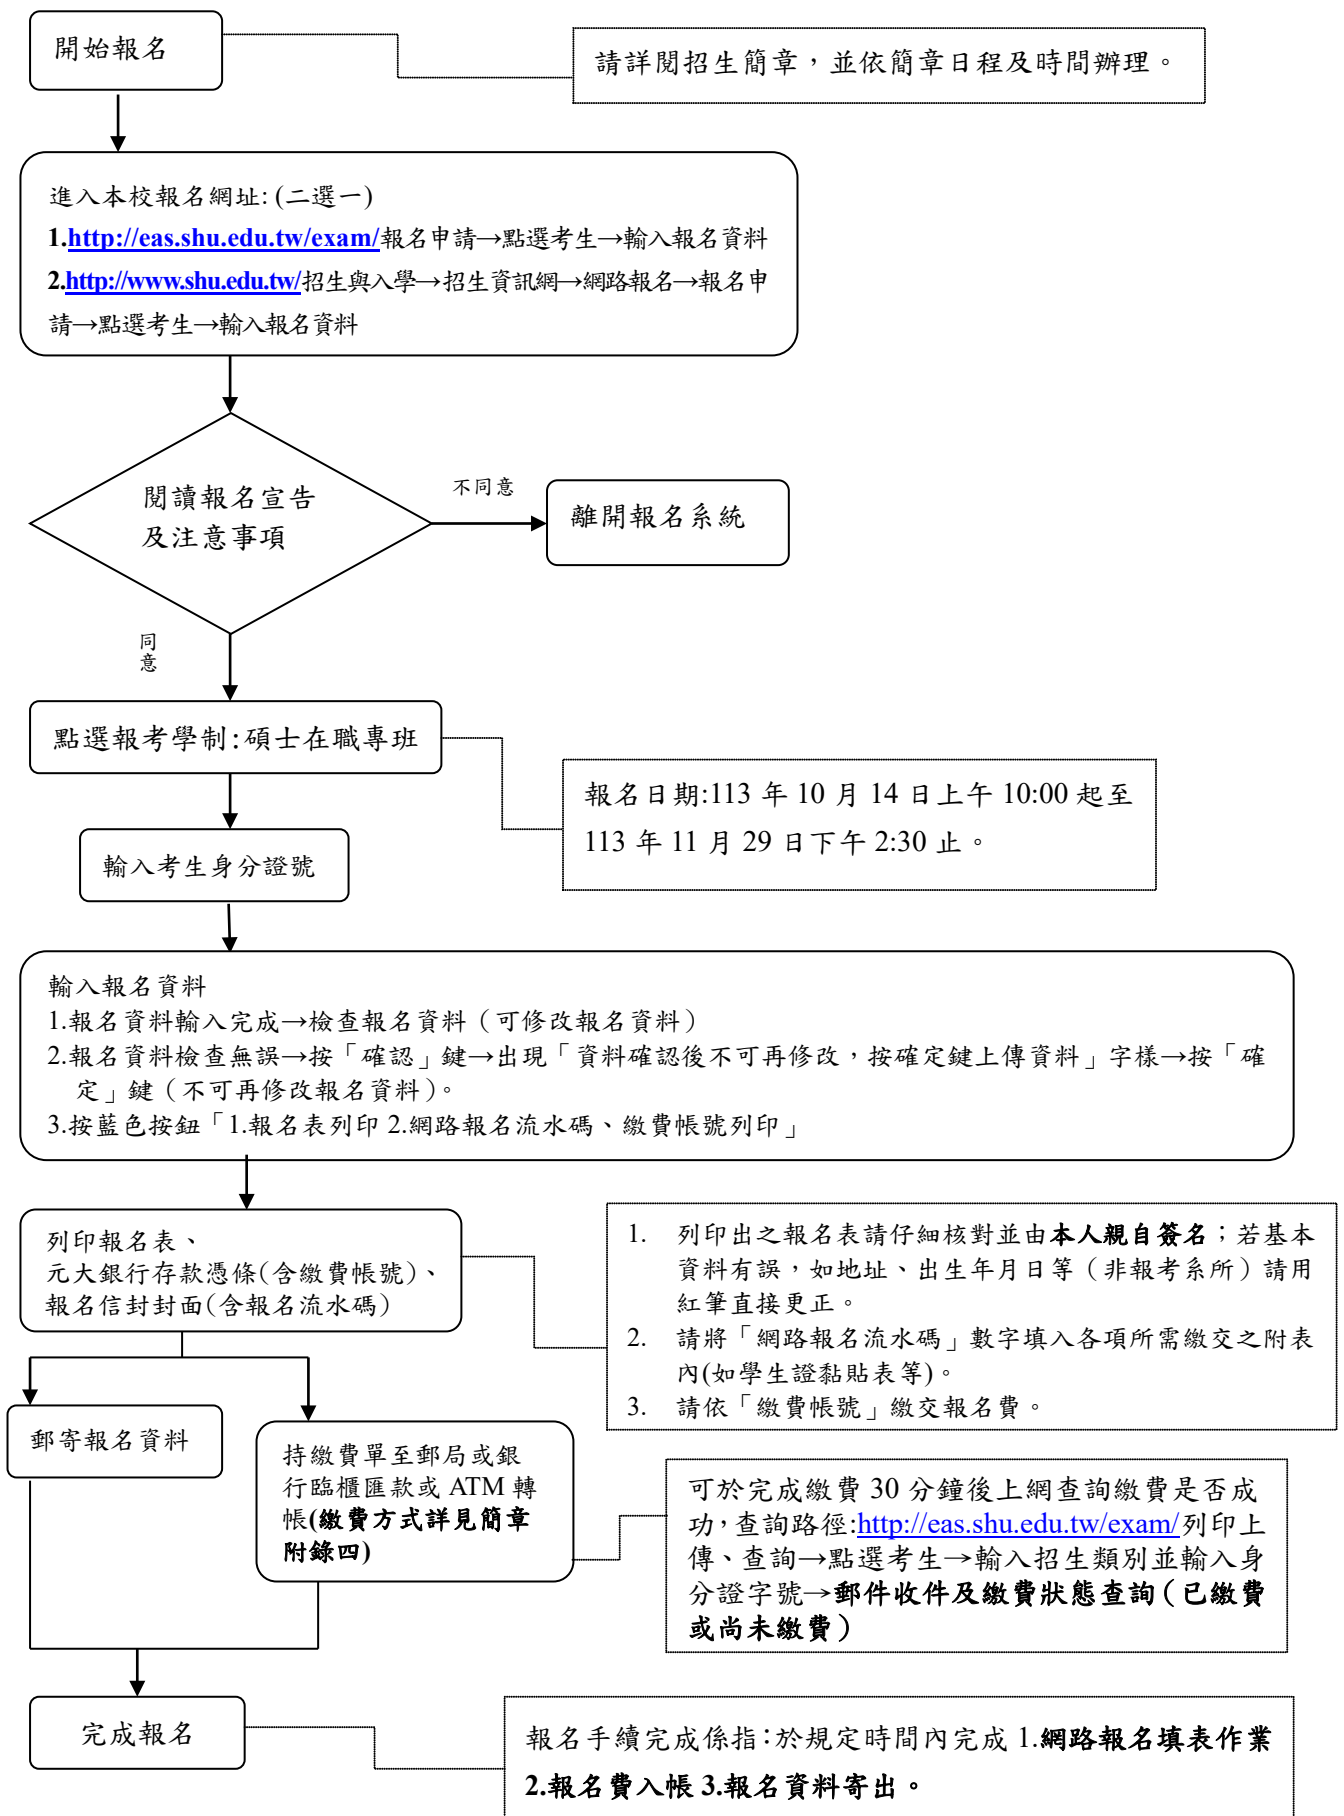 開始報名
請詳閱招生簡章，並依簡章日程及時間辦理。
進入本校報名網址: (二選一)
1.http://eas.shu.edu.tw/exam/報名申請→點選考生→輸入報名資料
2.http://www.shu.edu.tw/招生與入學→招生資訊網→網路報名→報名申
請→點選考生→輸入報名資料
閱讀報名宣告
及注意事項
不同意
離開報名系統
同
意
點選報考學制:碩士在職專班
報名日期:113 年 10 月 14 日上午 10:00 起至
113 年 11 月 29 日下午 2:30 止。
輸入考生身分證號
輸入報名資料
1.報名資料輸入完成→檢查報名資料（可修改報名資料）
2.報名資料檢查無誤→按「確認」鍵→出現「資料確認後不可再修改，按確定鍵上傳資料」字樣→按「確
定」鍵（不可再修改報名資料）。
3.按藍色按鈕「1.報名表列印 2.網路報名流水碼、繳費帳號列印」
列印報名表、
元大銀行存款憑條(含繳費帳號)、
報名信封封面(含報名流水碼)
1. 列印出之報名表請仔細核對並由本人親自簽名；若基本
資料有誤，如地址、出生年月日等（非報考系所）請用
紅筆直接更正。
2. 請將「網路報名流水碼」數字填入各項所需繳交之附表
內(如學生證黏貼表等)。
3. 請依「繳費帳號」繳交報名費。
郵寄報名資料
持繳費單至郵局或銀
行臨櫃匯款或 ATM 轉
帳(繳費方式詳見簡章
附錄四)
可於完成繳費 30 分鐘後上網查詢繳費是否成
功，查詢路徑:http://eas.shu.edu.tw/exam/列印上
傳、查詢→點選考生→輸入招生類別並輸入身
分證字號→郵件收件及繳費狀態查詢（已繳費
或尚未繳費）
完成報名
報名手續完成係指:於規定時間內完成 1.網路報名填表作業
2.報名費入帳 3.報名資料寄出。